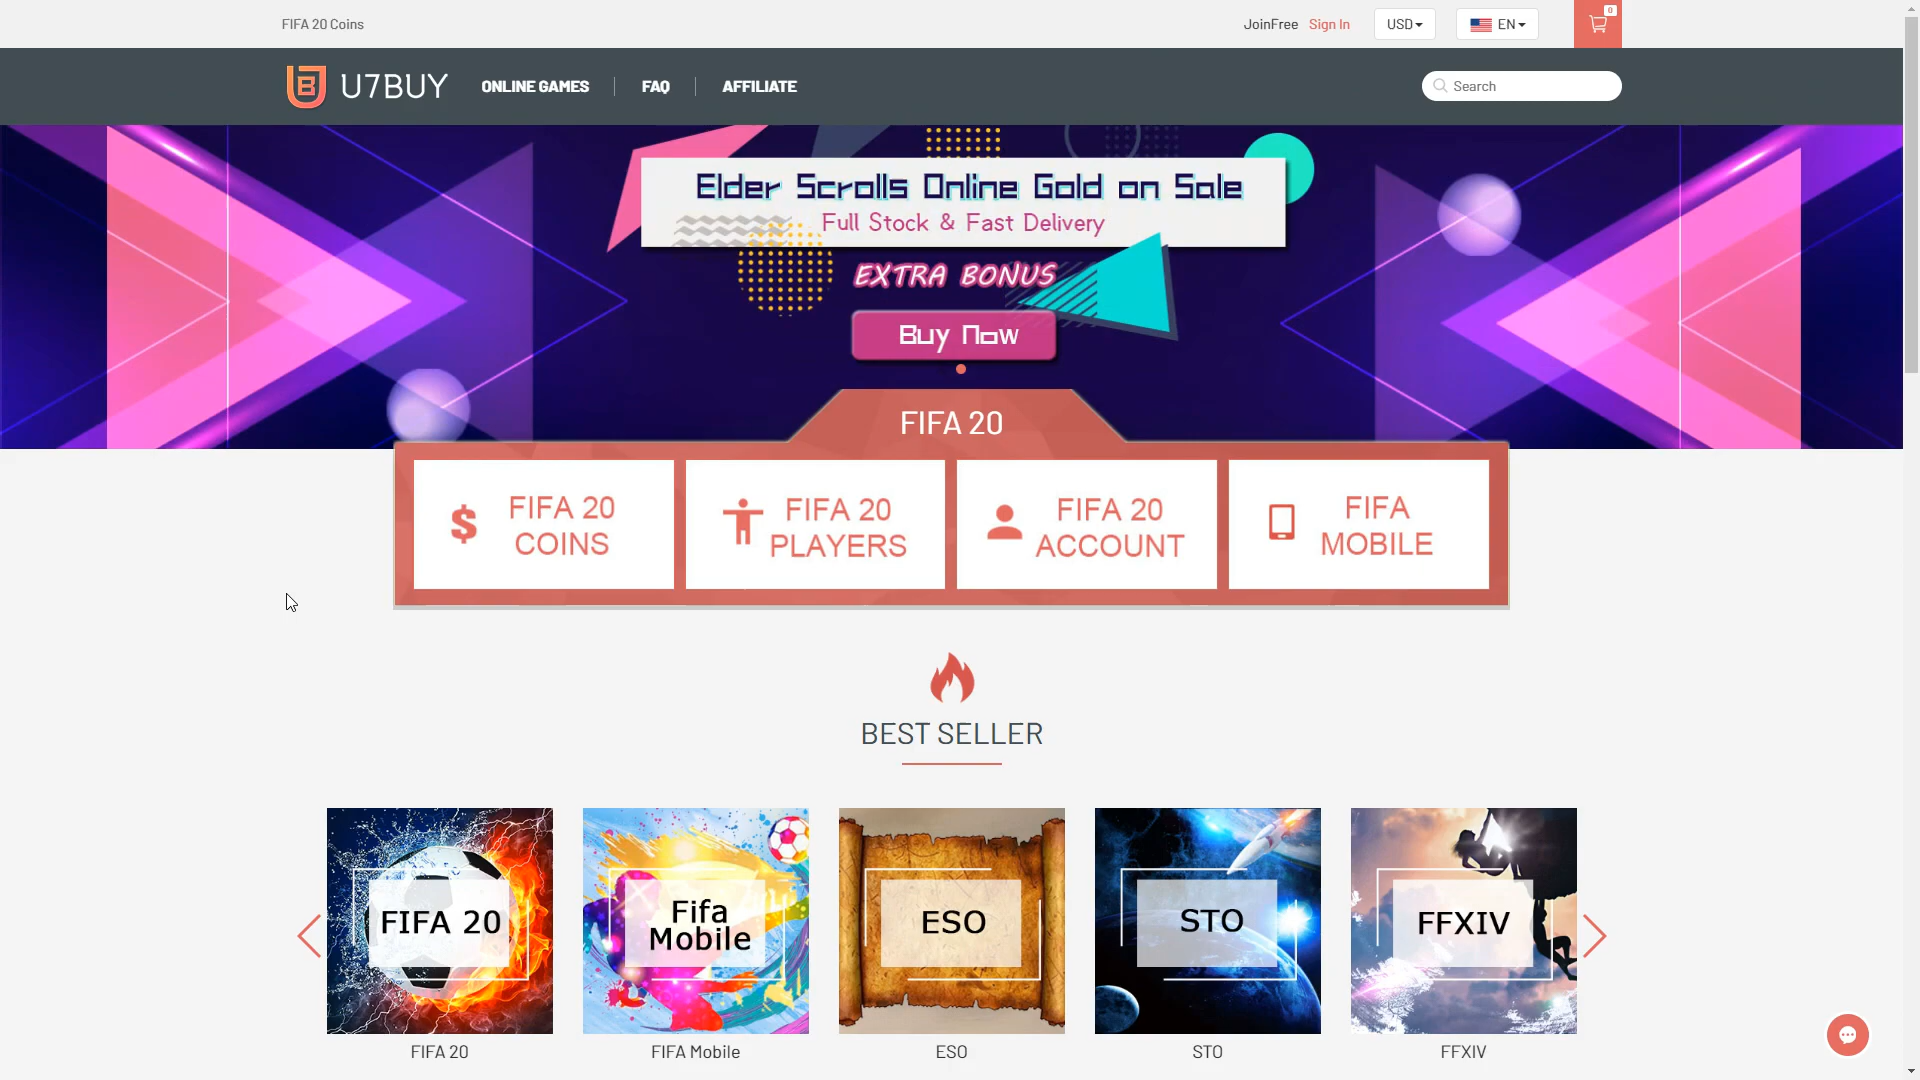 FIFA 20 Coins
JoinFree Sign In
USD
EN
0
U7BUY
ONLINE GAMES
FAQ
AFFILIATE
Search
Elder Scrolls Online Gold on Sale
Full Stock & Fast Delivery
EXTRA BONUS
Buy Now
FIFA 20
FIFA 20
COINS
FIFA 20
PLAYERS
FIFA 20
ACCOUNT
FIFA
MOBILE
BEST SELLER
FIFA 20
Fifa
Mobile
ESO
STO
FFXIV
FIFA 20
FIFA Mobile
ESO
STO
FFXIV